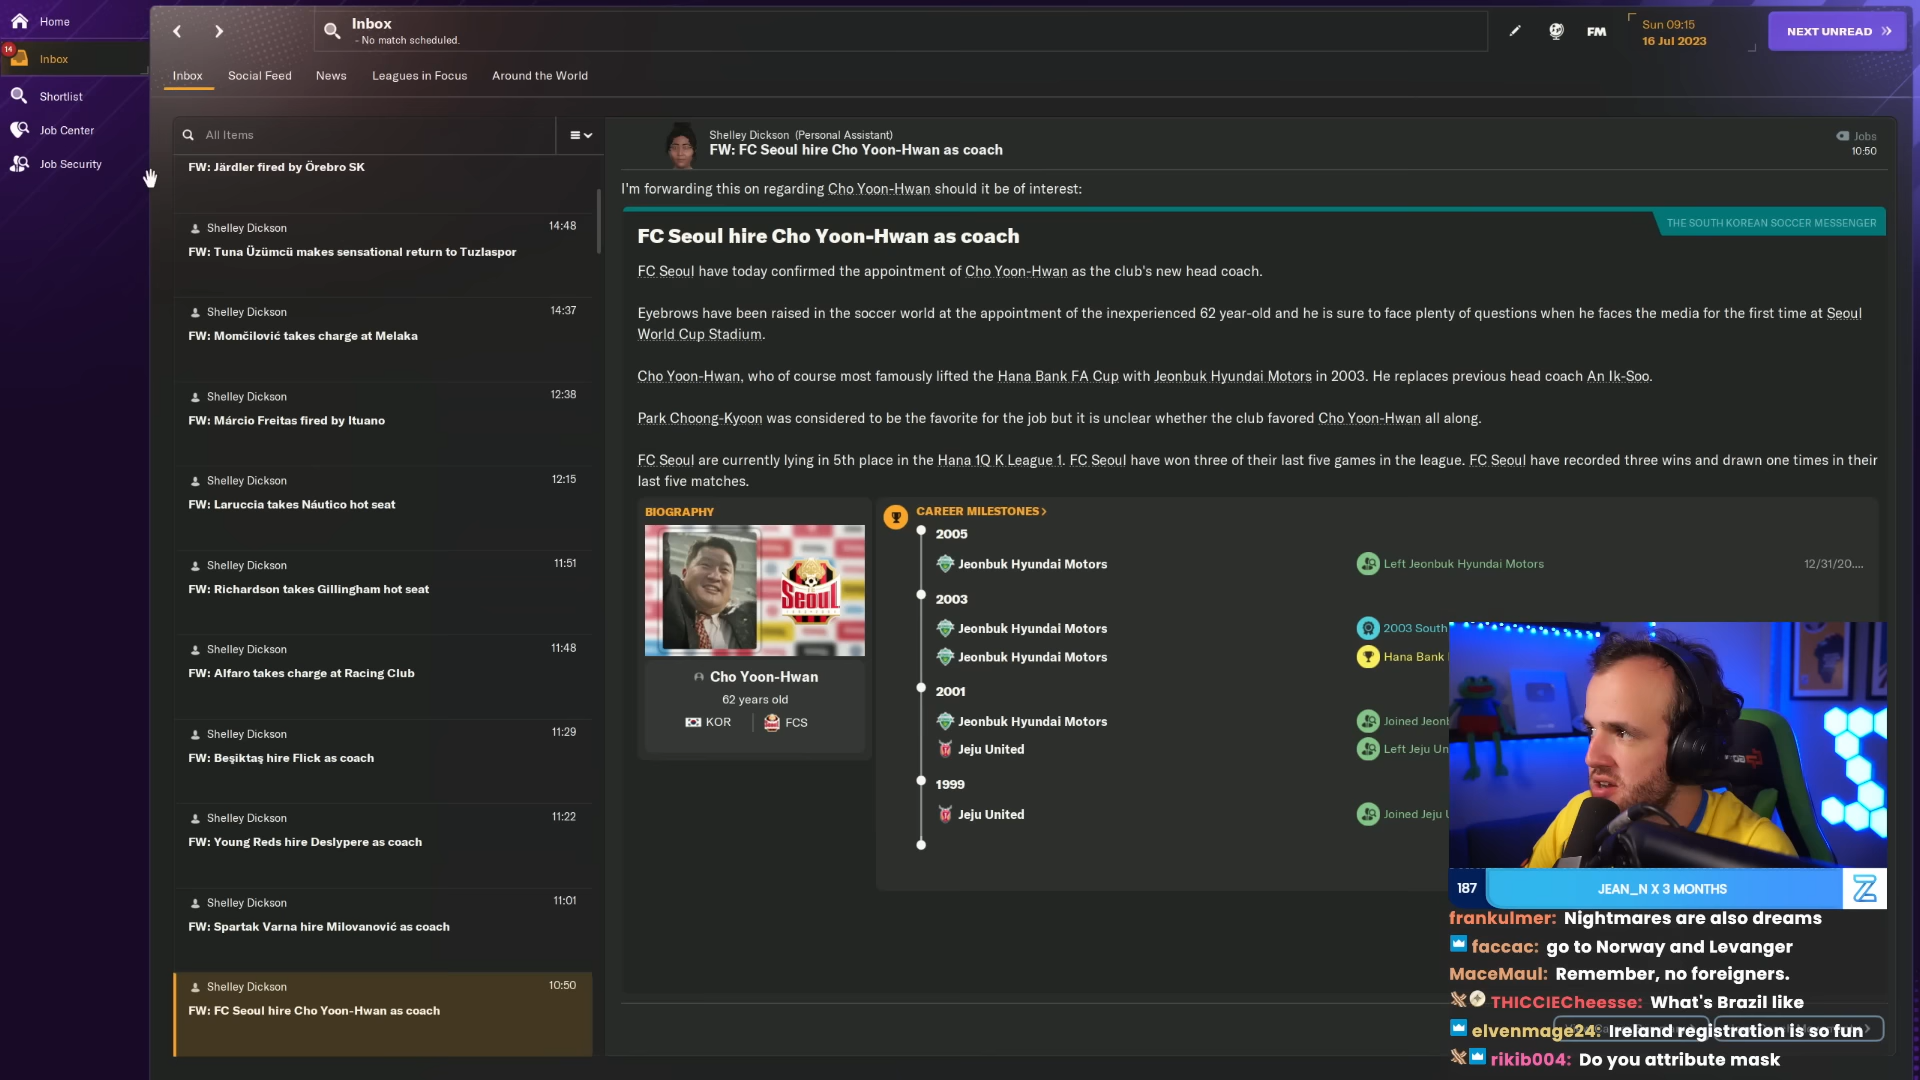 Home
14
Inbox
Shortlist
Job Center
Job Security
Inbox
- No match scheduled.
FM
Sun 09:15
16 Jul 2023
NEXT UNREAD
Inbox
Social Feed
News
Leagues in Focus
Around the World
All Items
FW: Järdler fired by Örebro SK
Shelley Dickson
14:48
FW: Tuna Üzümcü makes sensational return to Tuzlaspor
Shelley Dickson
14:37
FW: Momčilović takes charge at Melaka
Shelley Dickson
12:38
FW: Márcio Freitas fired by Ituano
Shelley Dickson
12:15
FW: Laruccia takes Náutico hot seat
Shelley Dickson
11:51
FW: Richardson takes Gillingham hot seat
Shelley Dickson
11:48
FW: Alfaro takes charge at Racing Club
Shelley Dickson
11:29
FW: Beşiktaş hire Flick as coach
Shelley Dickson
11:22
FW: Young Reds hire Deslypere as coach
Shelley Dickson
11:01
FW: Spartak Varna hire Milovanović as coach
Shelley Dickson
10:50
FW: FC Seoul hire Cho Yoon-Hwan as coach
Shelley Dickson (Personal Assistant)
FW: FC Seoul hire Cho Yoon-Hwan as coach
Jobs
10:50
I'm forwarding this on regarding Cho Yoon-Hwan should it be of interest:
THE SOUTH KOREAN SOCCER MESSENGER
FC Seoul hire Cho Yoon-Hwan as coach
FC Seoul have today confirmed the appointment of Cho Yoon-Hwan as the club's new head coach.
Eyebrows have been raised in the soccer world at the appointment of the inexperienced 62 year-old and he is sure to face plenty of questions when he faces the media for the first time at Seoul
World Cup Stadium.
Cho Yoon-Hwan, who of course most famously lifted the Hana Bank FA Cup with Jeonbuk Hyundai Motors in 2003. He replaces previous head coach An Ik-Soo.
Park Choong-Kyoon was considered to be the favorite for the job but it is unclear whether the club favored Cho Yoon-Hwan all along.
FC Seoul are currently lying in 5th place in the Hana 1Q K League 1. FC Seoul have won three of their last five games in the league. FC Seoul have recorded three wins and drawn one times in their
last five matches.
BIOGRAPHY
Seoul
Cho Yoon-Hwan
62 years old
KOR
FCS
CAREER MILESTONES >
2005
Jeonbuk Hyundai Motors
Left Jeonbuk Hyundai Motors
12/31/20....
2003
Jeonbuk Hyundai Motors
2003 South
Jeonbuk Hyundai Motors
Hana Bank
2001
Jeonbuk Hyundai Motors
Joined Jeonb
Jeju United
Left Jeju Un
1999
Jeju United
Joined Jeju U
187
JEAN_N X 3 MONTHS
Z
frankulmer: Nightmares are also dreams
faccac: go to Norway and Levanger
MaceMaul: Remember, no foreigners.
THICCIECheesse: What's Brazil like
elvenmage24: Ireland registration is so fun
rikib004: Do you attribute mask